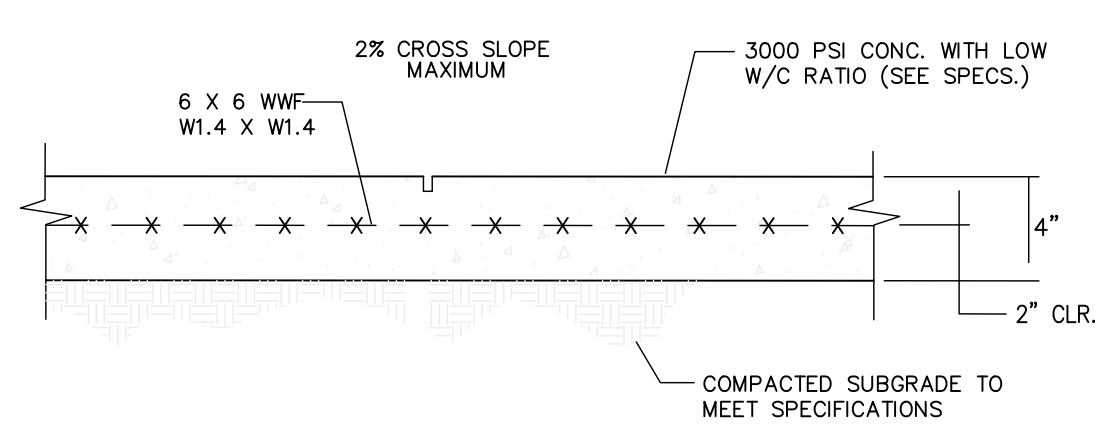 2% CROSS SLOPE
MAXIMUM
3000 PSI CONC. WITH LOW
W/C RATIO (SEE SPECS.)
6 X 6 WWF
W1.4 X W1.4
4”
2” CLR.
COMPACTED SUBGRADE TO
MEET SPECIFICATIONS